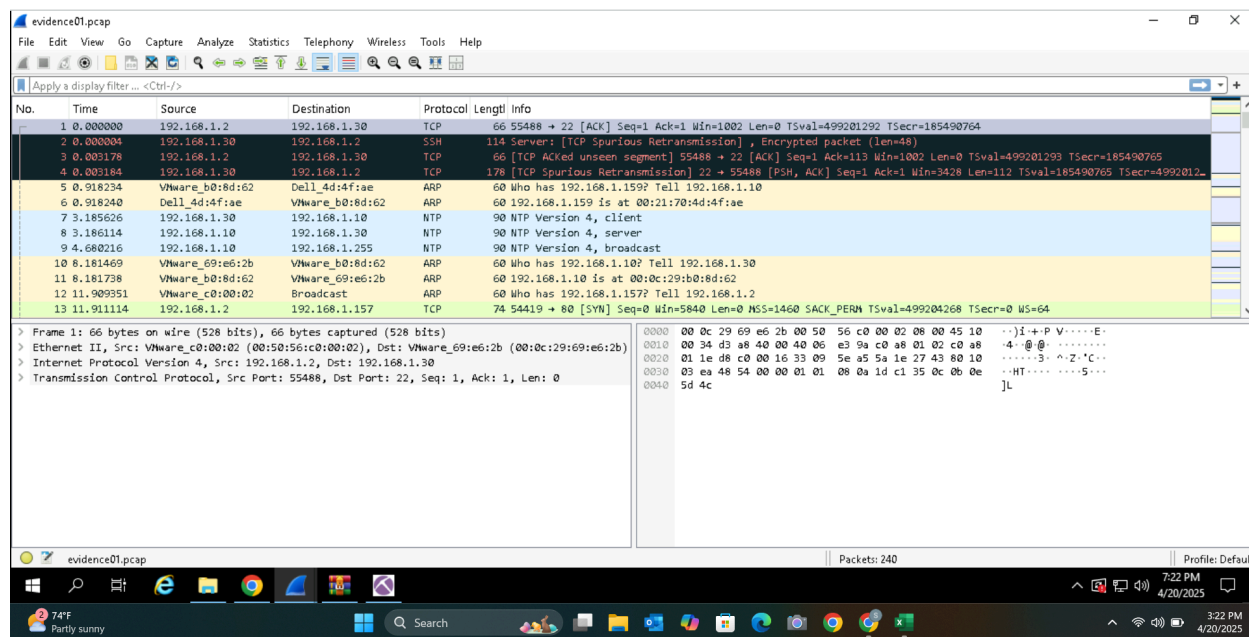 evidence01.pcap
File Edit View Go Capture Analyze Statistics Telephony Wireless Tools Help
Apply a display filter ... <Ctrl-/>
No. Time Source Destination Protocol Lengtl Info
1 0.000000 192.168.1.2 192.168.1.30 TCP 66 55488 → 22 [ACK] Seq=1 Ack=1 Win=1002 Len=0 TSval=499201292 TSecr=185490764
2 0.000004 192.168.1.30 192.168.1.2 SSH 114 Server: [TCP Spurious Retransmission] , Encrypted packet (len=48)
3 0.003178 192.168.1.2 192.168.1.30 TCP 66 [TCP ACKed unseen segment] 55488 → 22 [ACK] Seq=1 Ack=113 Win=1002 Len=0 TSval=499201293 TSecr=185490765
4 0.003184 192.168.1.30 192.168.1.2 TCP 178 [TCP Spurious Retransmission] 22 → 55488 [PSH, ACK] Seq=1 Ack=1 Win=3428 Len=112 TSval=185490765 TSecr=4992012...
5 0.918234 VMware_b0:8d:62 Dell_4d:4f:ae ARP 60 Who has 192.168.1.159? Tell 192.168.1.10
6 0.918240 Dell_4d:4f:ae VMware_b0:8d:62 ARP 60 192.168.1.159 is at 00:21:70:4d:4f:ae
7 3.185626 192.168.1.30 192.168.1.10 NTP 90 NTP Version 4, client
8 3.186114 192.168.1.10 192.168.1.30 NTP 90 NTP Version 4, server
9 4.680216 192.168.1.10 192.168.1.255 NTP 90 NTP Version 4, broadcast
10 8.181469 VMware_69:e6:2b VMware_b0:8d:62 ARP 60 Who has 192.168.1.10? Tell 192.168.1.30
11 8.181738 VMware_b0:8d:62 VMware_69:e6:2b ARP 60 192.168.1.10 is at 00:0c:29:b0:8d:62
12 11.909351 VMware_c0:00:02 Broadcast ARP 60 Who has 192.168.1.157? Tell 192.168.1.2
13 11.911114 192.168.1.2 192.168.1.157 TCP 74 54419 → 80 [SYN] Seq=0 Win=5840 Len=0 MSS=1460 SACK_PERM TSval=499204268 TSecr=0 WS=64
Frame 1: 66 bytes on wire (528 bits), 66 bytes captured (528 bits)
Ethernet II, Src: VMware_c0:00:02 (00:50:56:c0:00:02), Dst: VMware_69:e6:2b (00:0c:29:69:e6:2b)
Internet Protocol Version 4, Src: 192.168.1.2, Dst: 192.168.1.30
Transmission Control Protocol, Src Port: 55488, Dst Port: 22, Seq: 1, Ack: 1, Len: 0
0000 00 0c 29 69 e6 2b 00 50 56 c0 00 02 08 00 45 10 ··)i·+·P V·····E·
0010 00 34 d3 a8 40 00 40 06 e3 9a c0 a8 01 02 c0 a8 ·4··@·@· ········
0020 01 1e d8 c0 00 16 33 09 5e a5 5a 1e 27 43 80 10 ······3· ^·Z·'C··
0030 03 ea 48 54 00 00 01 01 08 0a 1d c1 35 0c 0b 0e ··HT···· ····5···
0040 5d 4c ]L
evidence01.pcap Packets: 240 Profile: Defaul
7:22 PM
4/20/2025
2
74°F
Partly sunny
Search
3:22 PM
4/20/2025